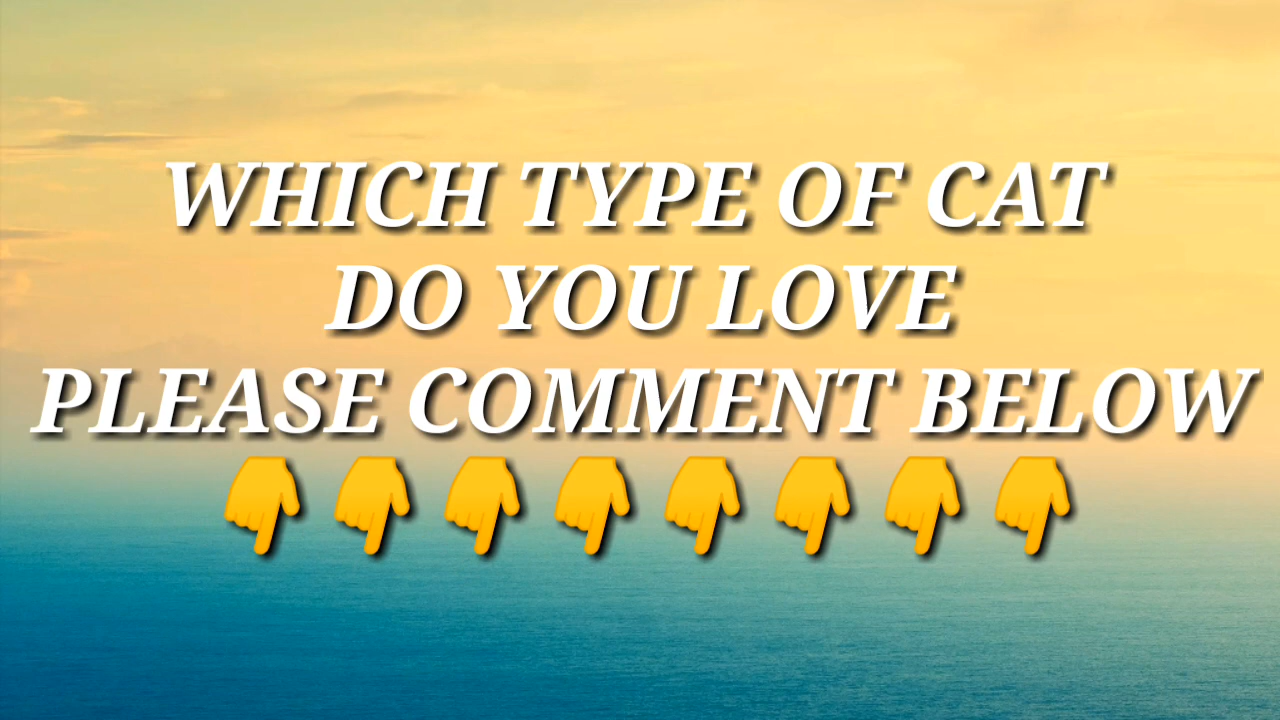 WHICH TYPE OF CAT
DO YOU LOVE
PLEASE COMMENT BELOW
👇👇👇👇👇👇👇👇